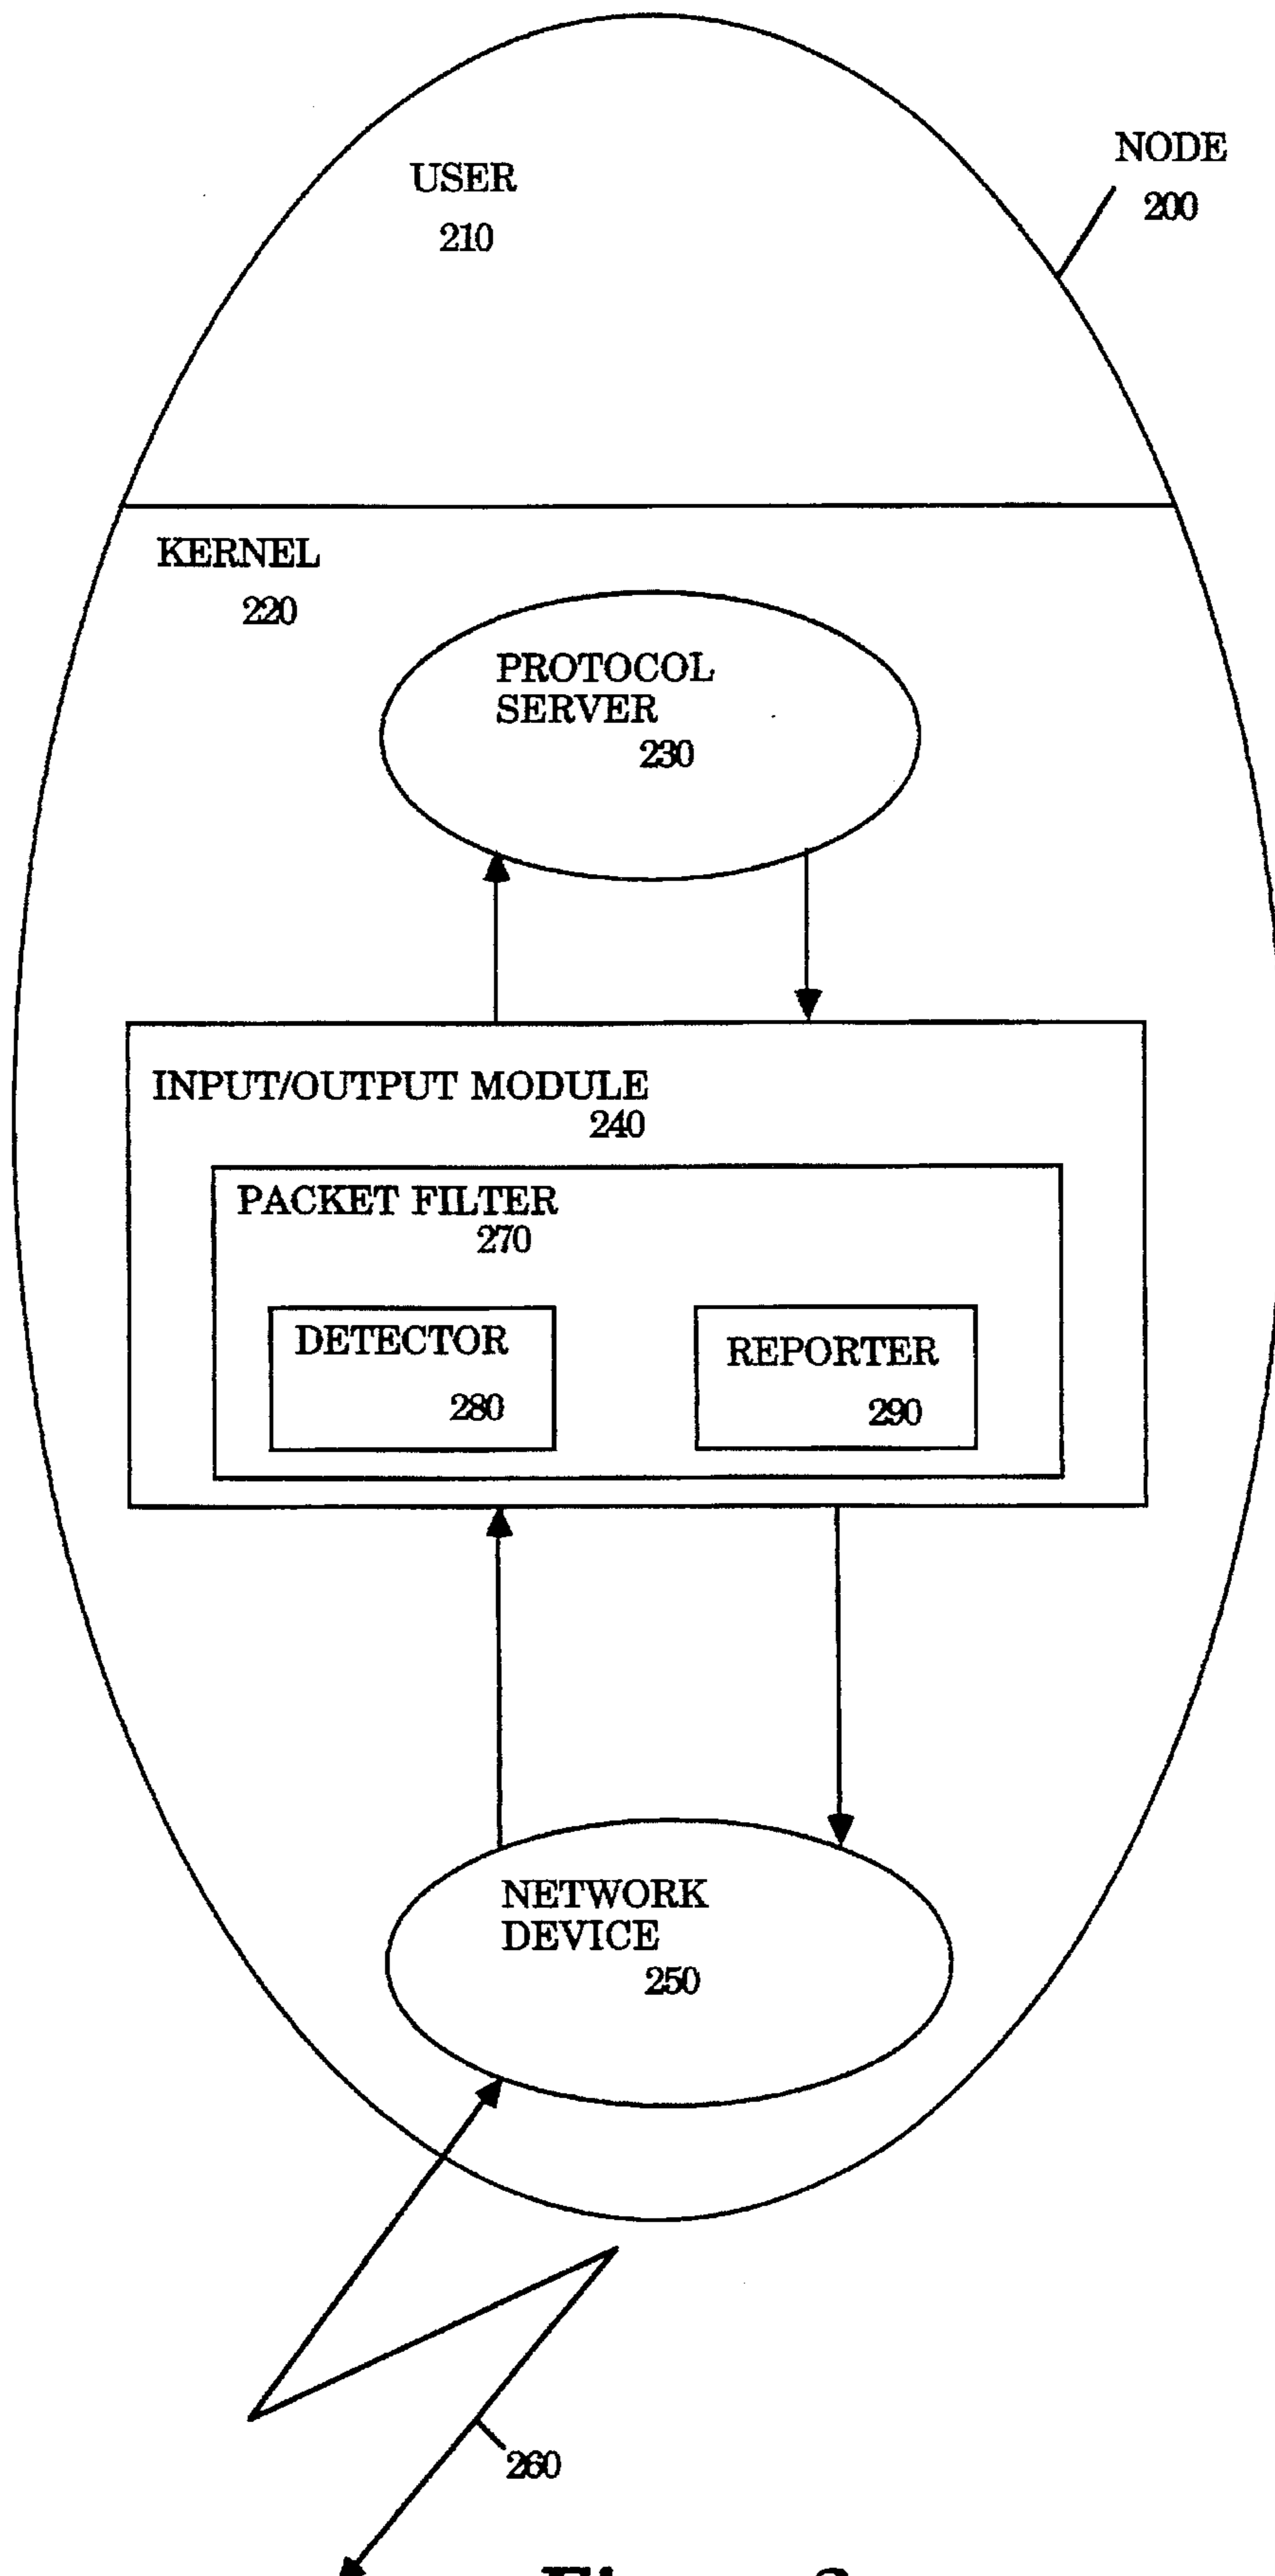 NODE
200
USER
210
KERNEL
220
PROTOCOL
SERVER
230
INPUT/OUTPUT MODULE
240
PACKET FILTER
270
DETECTOR
280
REPORTER
290
NETWORK
DEVICE
250
260